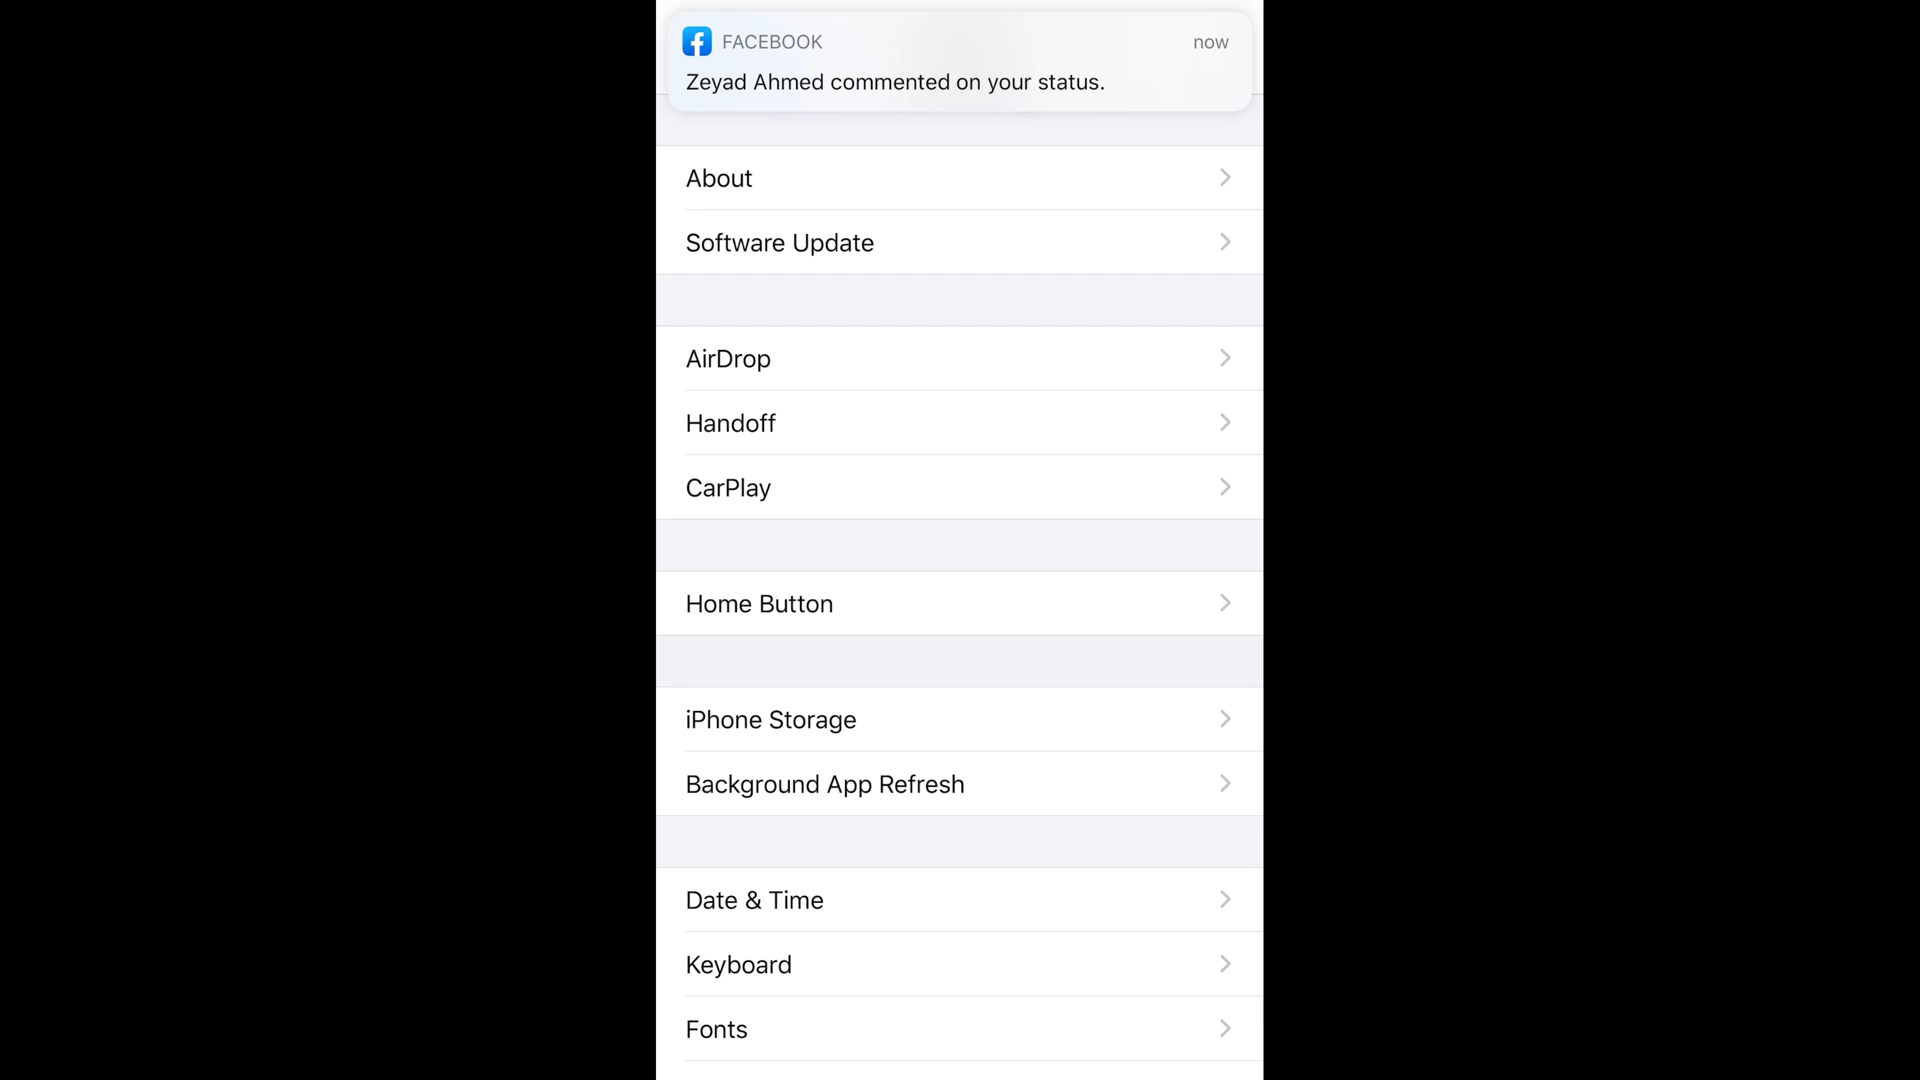 FACEBOOK now
Zeyad Ahmed commented on your status.
About
Software Update
AirDrop
Handoff
CarPlay
Home Button
iPhone Storage
Background App Refresh
Date & Time
Keyboard
Fonts